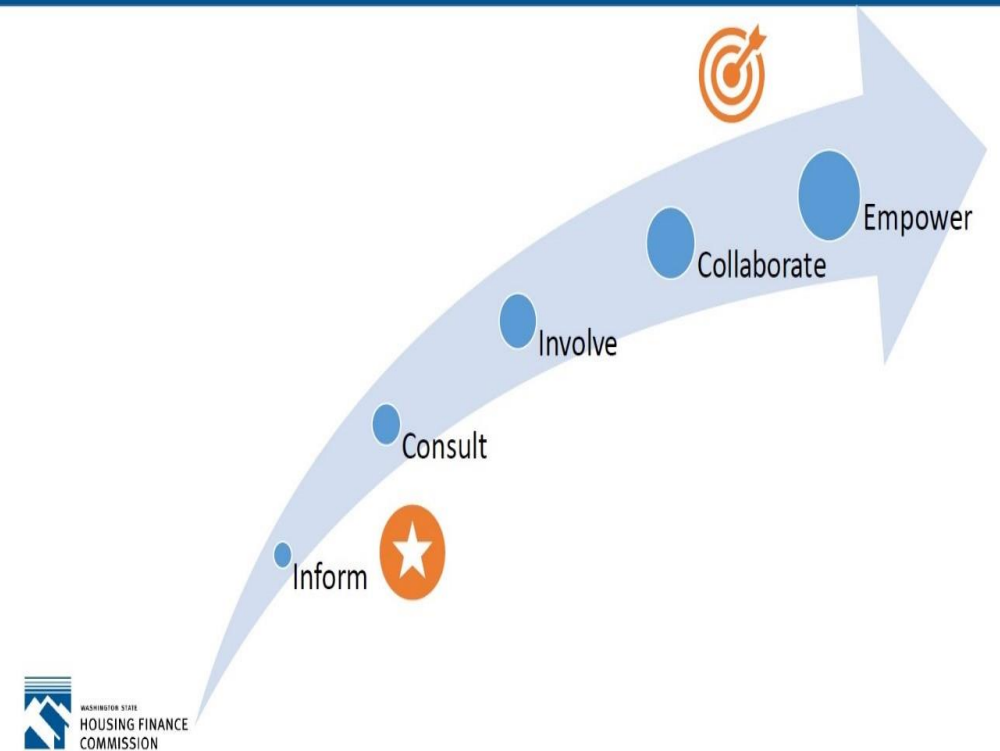 Empower
Collaborate
Involve
Consult
Inform
WASHINGTON STATE
HOUSING FINANCE
COMMISSION